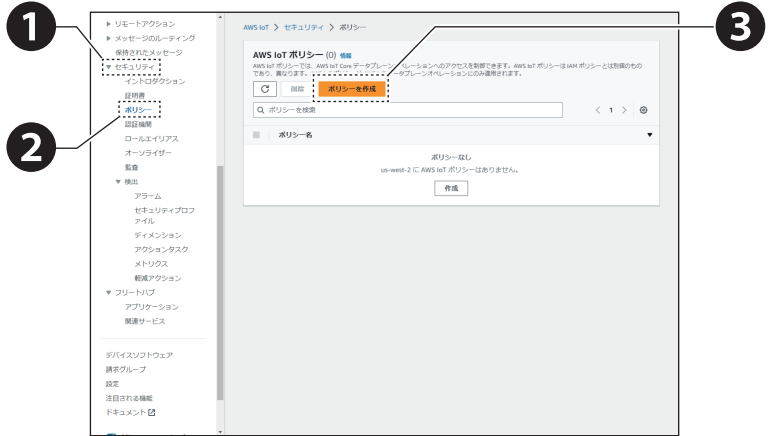 1
2
3
リモートアクション
メッセージのルーティング
保持されたメッセージ
セキュリティ
イントロダクション
証明書
ポリシー
認証機関
ロールエイリアス
オーソライザー
監査
検出
アラーム
セキュリティプロフ
ァイル
ディメンション
アクションタスク
メトリクス
軽減アクション
フリートハブ
アプリケーション
関連サービス
デバイスソフトウェア
請求グループ
設定
注目される機能
ドキュメント
AWS IoT > セキュリティ > ポリシー
AWS IoT ポリシー (0) 情報
AWS IoT ポリシーでは、AWS IoT Core データプレーンオペレーションへのアクセスを制御できます。AWS IoT ポリシーは IAM ポリシーとは別個のもの
であり、異なります。 ータプレーンオペレーションにのみ適用されます。
削除 ポリシーを作成
ポリシーを検索
< 1 >
ポリシー名
ポリシーなし
us-west-2 に AWS IoT ポリシーはありません。
作成